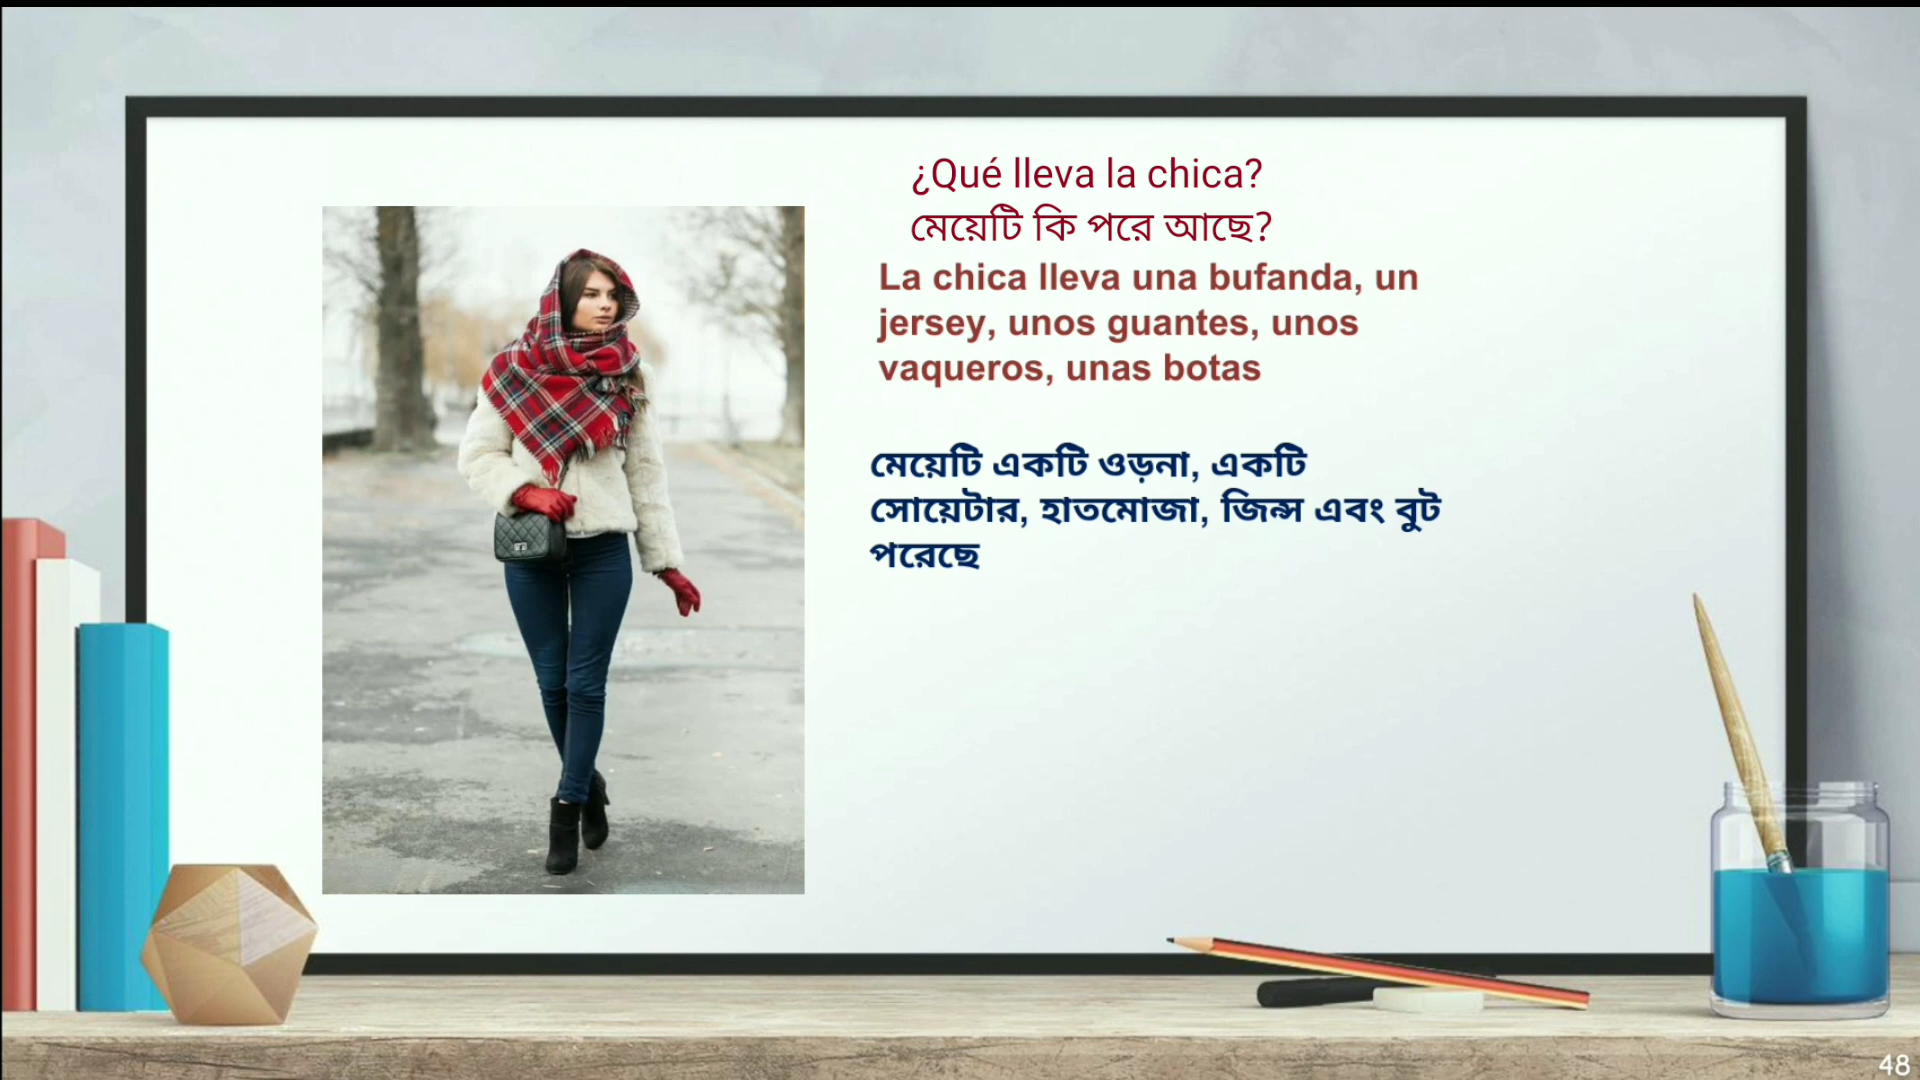 ¿Qué lleva la chica?
মেয়েটি কি পরে আছে?
La chica lleva una bufanda, un
jersey, unos guantes, unos
vaqueros, unas botas
মেয়েটি একটি ওড়না, একটি
সোয়েটার, হাতমোজা, জিন্স এবং বুট
পরেছে
48